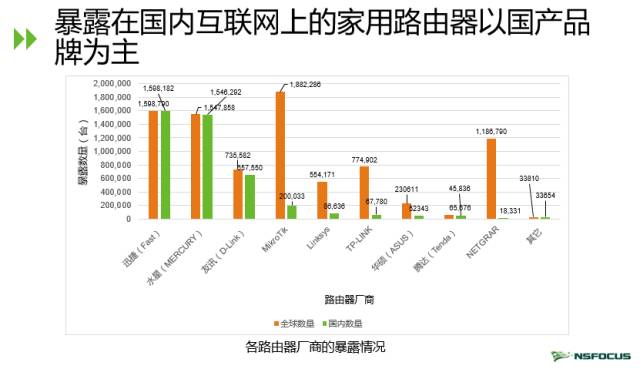 暴露在国内互联网上的家用路由器以国产品
牌为主
2,000,000
1,800,000
1,600,000
1,400,000
1,200,000
1,000,000
800,000
600,000
400,000
200,000
0
暴露数量（台）
1,598,182
1,598,790
1,546,292
1,547,858
735,582
657,550
1,882,286
200,033
554,171
86,636
774,902
67,780
230611
52343
45,836
65,676
1,186,790
18,331
33810
33654
迅捷（Fast）
水星（MERCURY）
友讯（D-Link）
MikroTik
Linksys
TP-LINK
华硕（ASUS）
腾达（Tenda）
NETGRAR
其它
路由器厂商
全球数量 国内数量
各路由器厂商的暴露情况
NSFOCUS